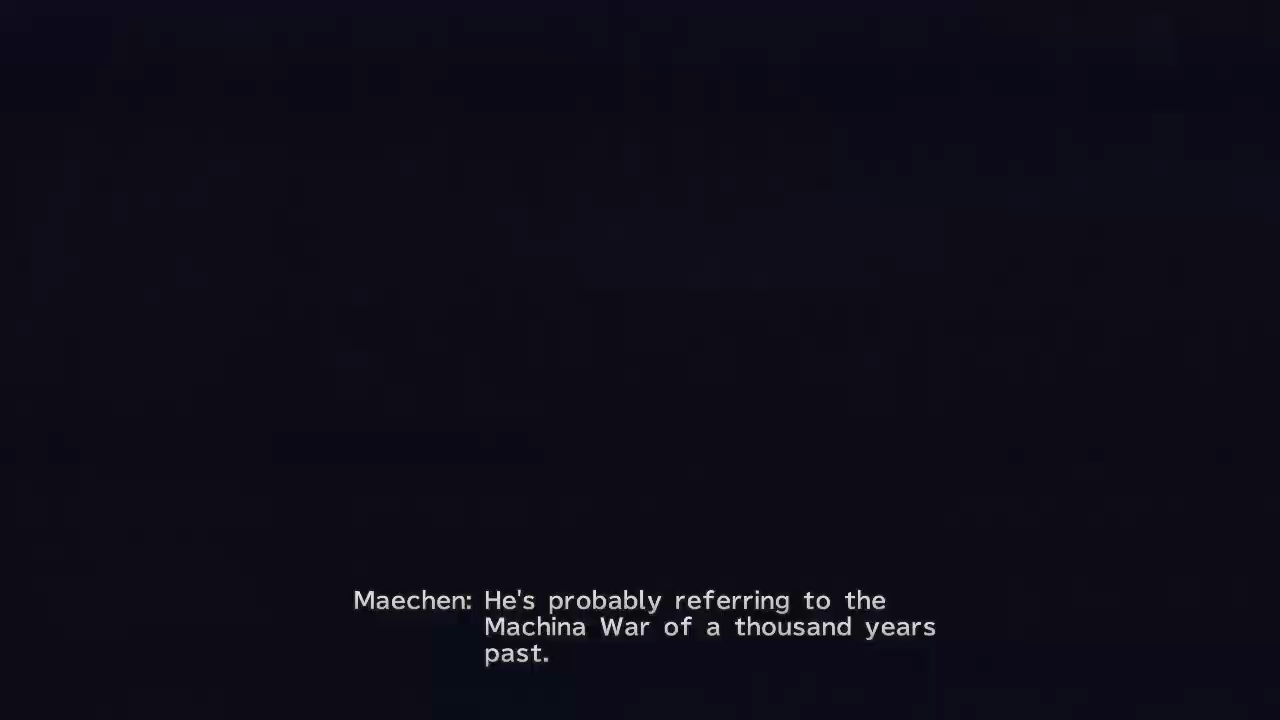 Maechen: He's probably referring to the
Machina War of a thousand years
past.